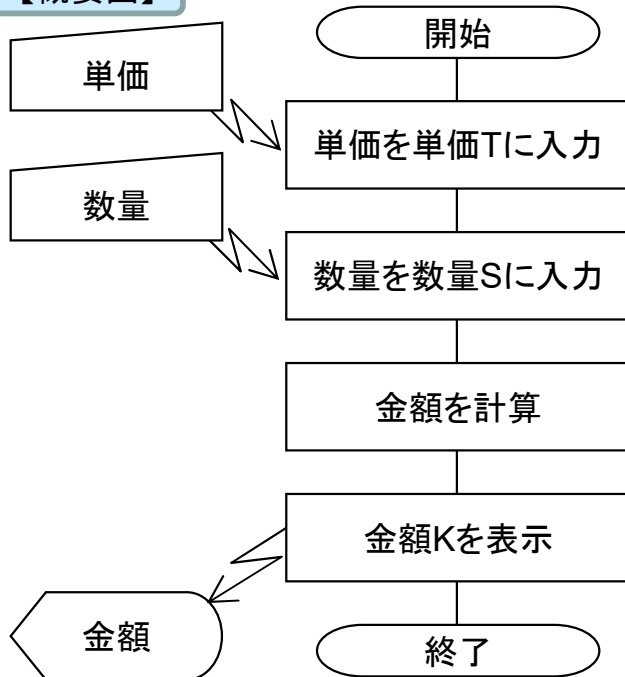 【概要図】
開始
単価
単価を単価Tに入力
数量
数量を数量Sに入力
金額を計算
金額Kを表示
金額
終了